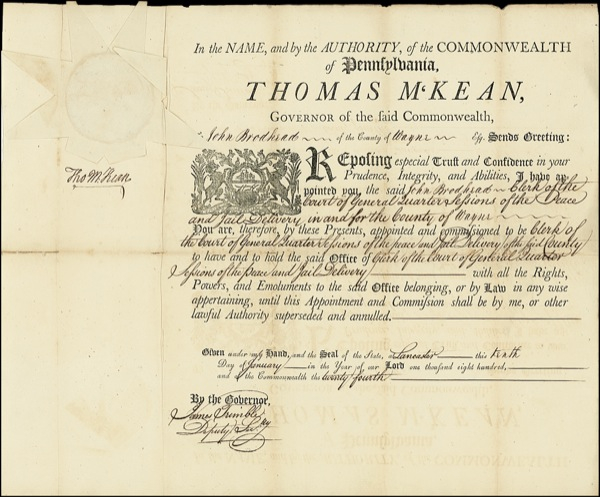 In the NAME, and by the AUTHORITY, of the COMMONWEALTH
of Pennsylvania,
THOMAS M'KEAN,
GOVERNOR of the said Commonwealth,
John Brodhead of the County of Wayne Esq. Sends Greeting:
Tho M:Kean
REposing especial Trust and Confidence in your
Prudence, Integrity, and Abilities, I have ap-
pointed you, the said John Brodhead Clerk of the
Court of General Quarter Sessions of the Peace
and Jail Delivery, in and for the County of Wayne
You are, therefore, by these Presents, appointed and commissioned to be Clerk of
the Court of General Quarter Sessions of the peace and Jail Delivery of the said County
to have and to hold the said Office of Clerk of the Court of General Quarter
Sessions of the peace and Jail Delivery with all the Rights,
Powers, and Emoluments to the said Office belonging, or by Law in any wise
appertaining, until this Appointment and Commission shall be by me, or other
lawful Authority superseded and annulled.
Given under my Hand, and the Seal of the State, at Lancaster this tenth
Day of January in the Year of our Lord one thousand eight hundred,
and of the Commonwealth the twenty fourth
By the Governor,
James Trimble
Deputy Secry